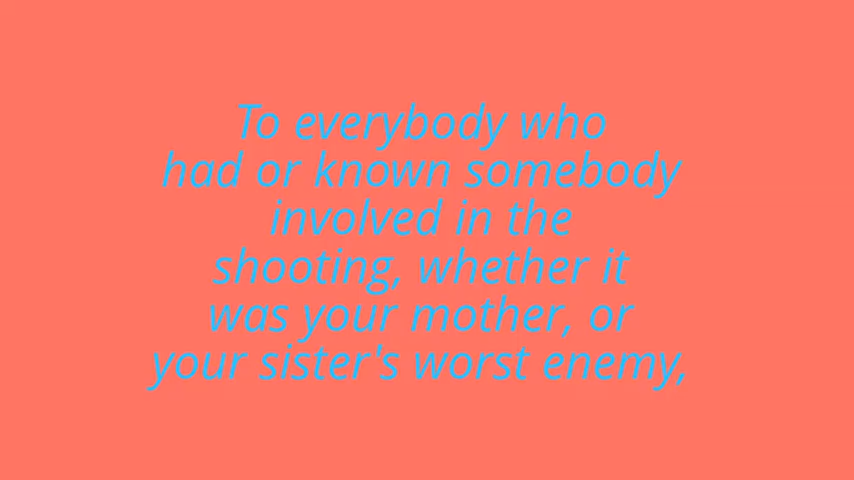 To everybody who
had or known somebody
involved in the
shooting, whether it
was your mother, or
your sister's worst enemy,